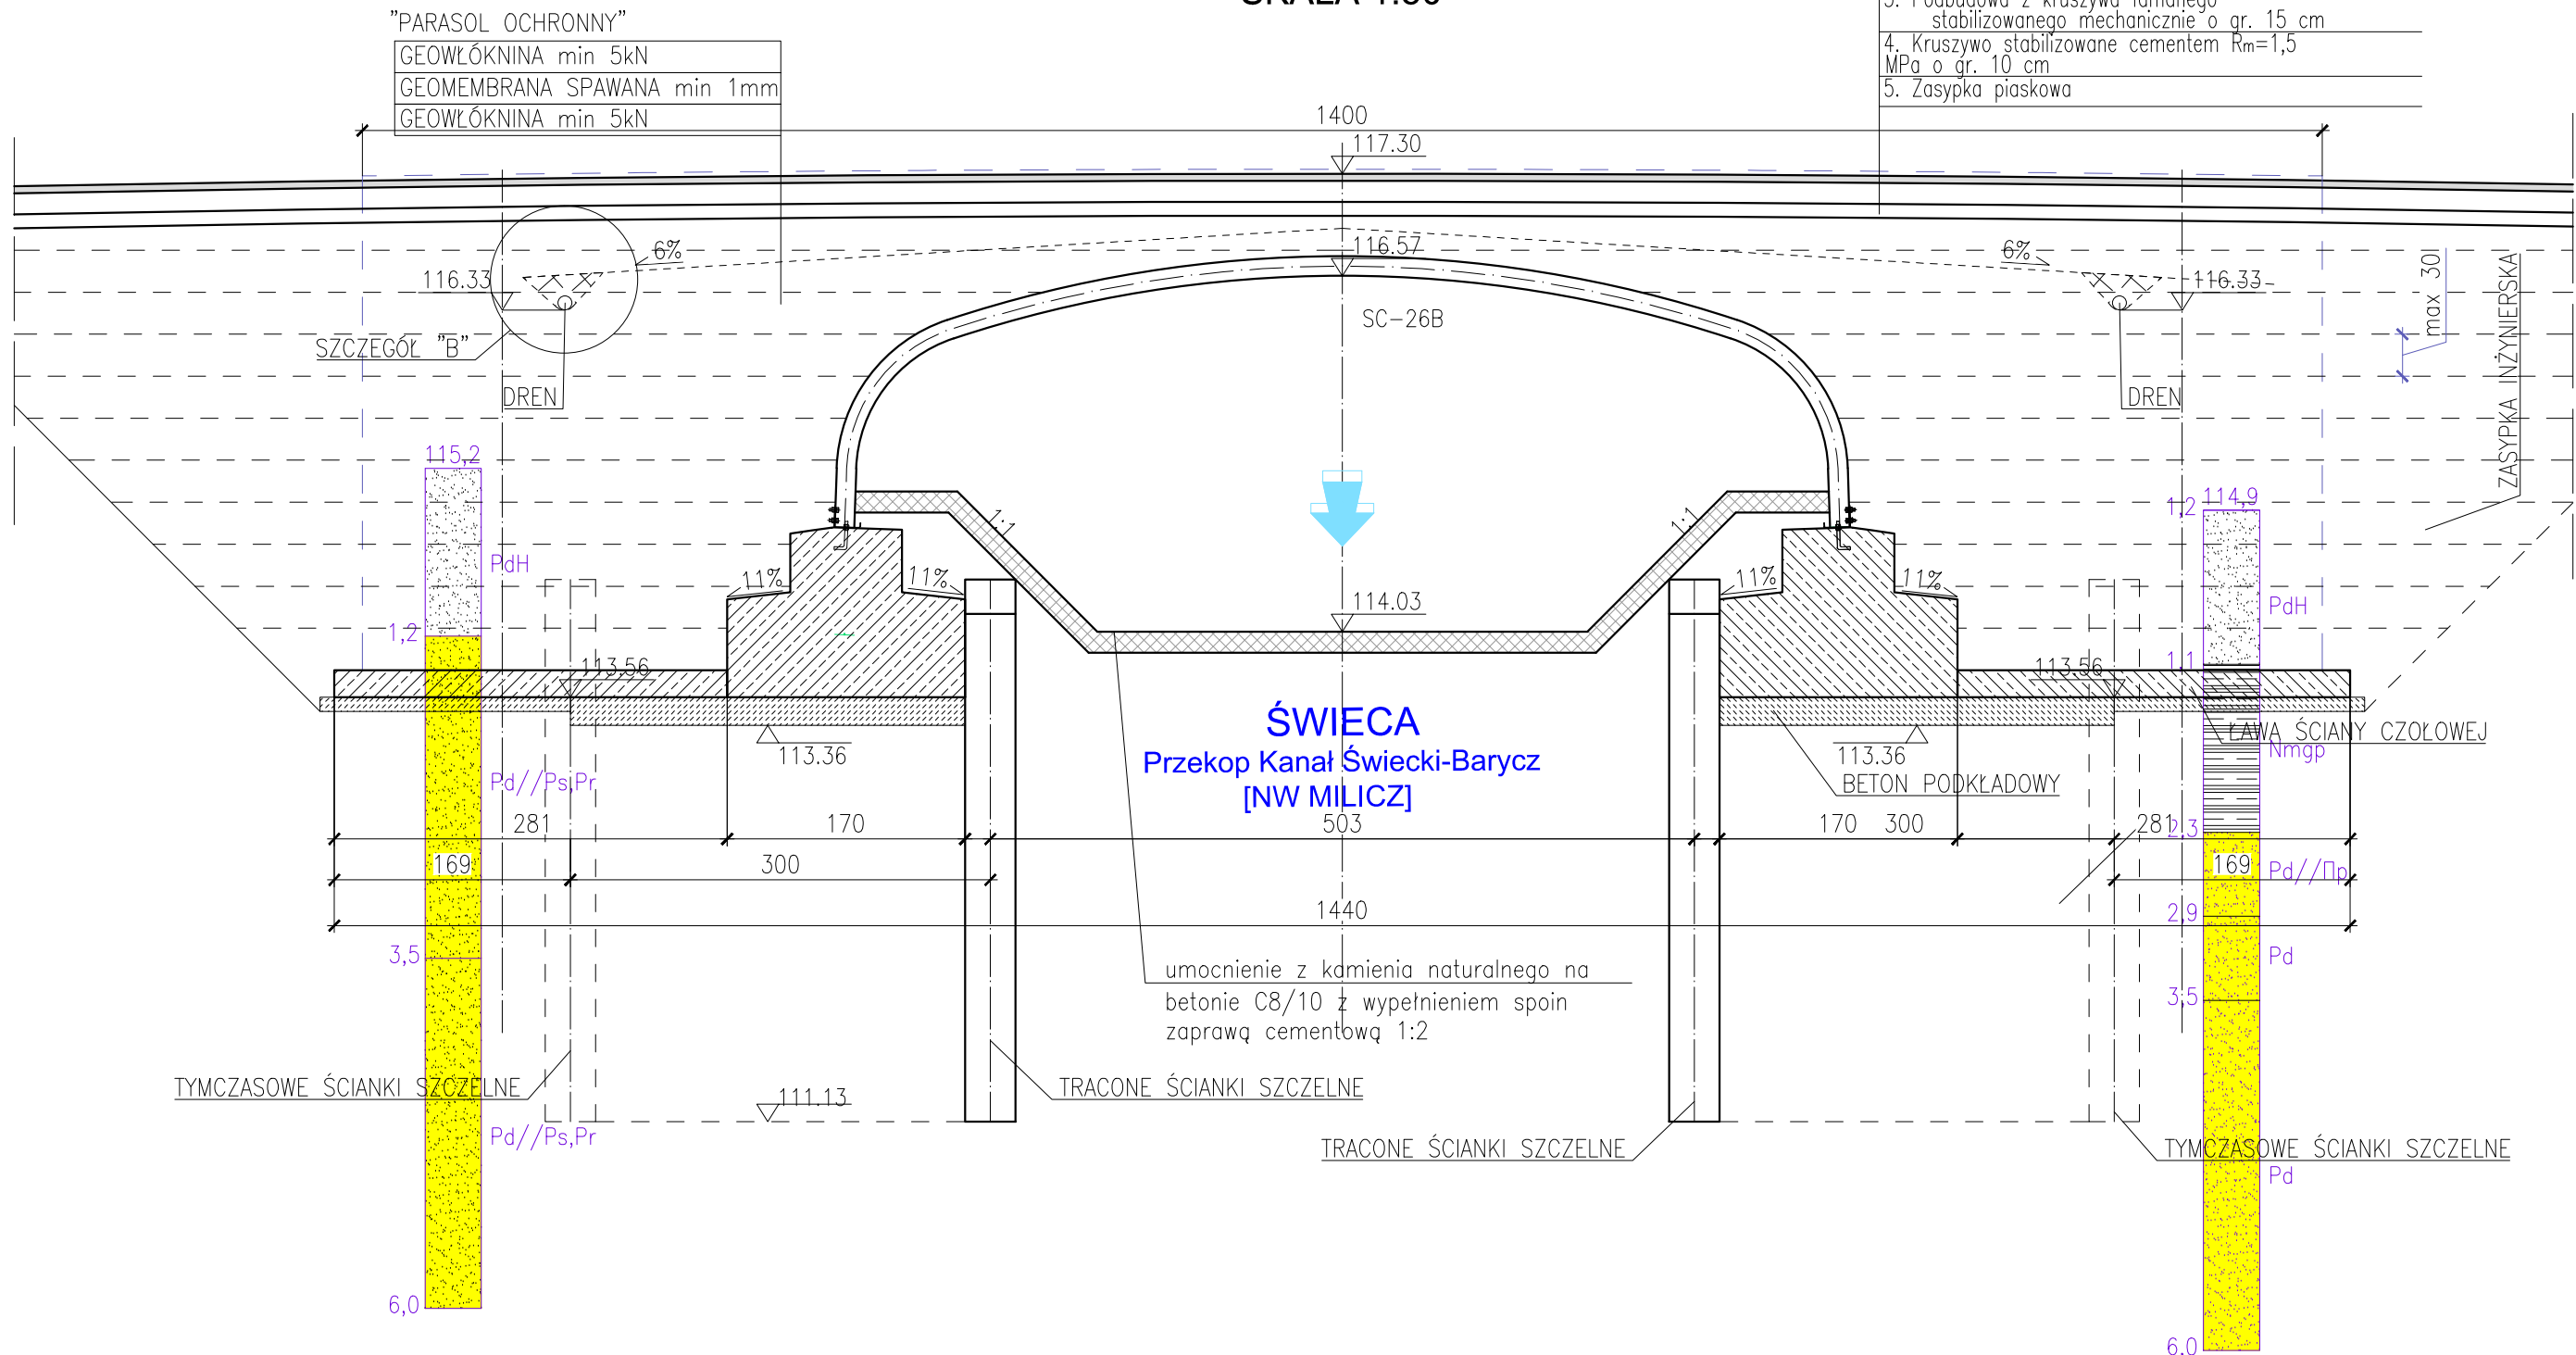 "PARASOL OCHRONNY"
GEOWŁÓKNINA min 5kN
GEOMEMBRANA SPAWANA min 1mm
GEOWŁÓKNINA min 5kN
SKALA 1:50
3. Podbudowa z kruszywa łamanego
stabilizowanego mechanicznie o gr. 15 cm
4. Kruszywo stabilizowane cementem Rm=1,5
MPa o gr. 10 cm
5. Zasypka piaskowa
1400
117.30
116.57
6%
6%
116.33
116.33
max 30
ZASYPKA INŻYNIERSKA
SC-26B
SZCZEGÓŁ "B"
DREN
DREN
115,2
1,2
114,9
1:1
1:1
PdH
11%
11%
11%
11%
PdH
114.03
1,2
1,1
113.56
113.56
ŚWIECA
Przekop Kanał Świecki-Barycz
[NW MILICZ]
113.36
113.36
ŁAWA ŚCIANY CZOŁOWEJ
Nmgp
BETON PODKŁADOWY
Pd//Ps,Pr
281
170
503
170
300
281
2,3
169
300
169
Pd//Πp
1440
2,9
3,5
Pd
umocnienie z kamienia naturalnego na
betonie C8/10 z wypełnieniem spoin
zaprawą cementową 1:2
3,5
TYMCZASOWE ŚCIANKI SZCZELNE
111.13
TRACONE ŚCIANKI SZCZELNE
Pd//Ps,Pr
TRACONE ŚCIANKI SZCZELNE
TYMCZASOWE ŚCIANKI SZCZELNE
Pd
6,0
6,0